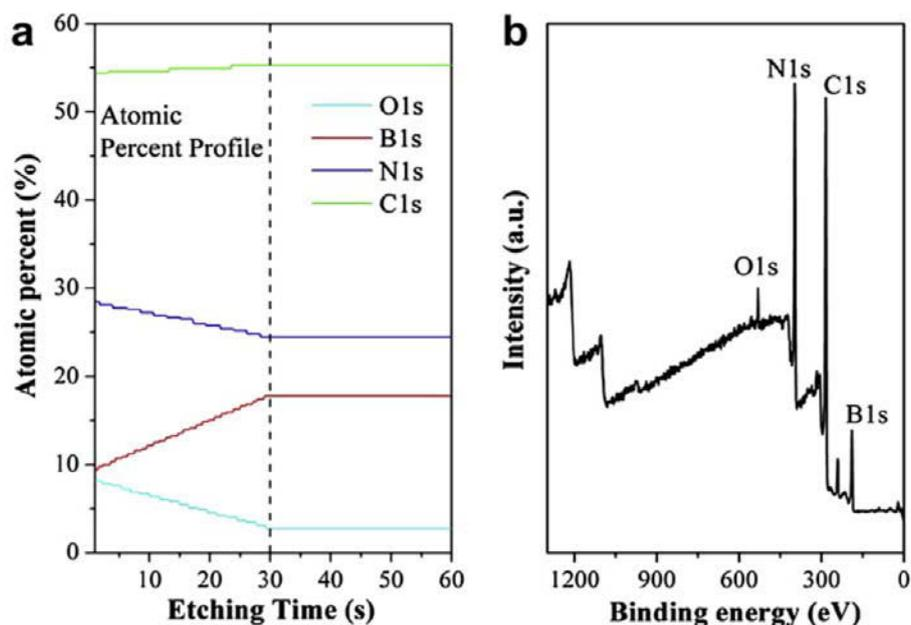 a
60
50
40
30
20
10
0
Atomic percent (%)
Atomic
Percent Profile
O1s
B1s
N1s
C1s
10 20 30 40 50 60
Etching Time (s)
b
N1s
C1s
O1s
B1s
Intensity (a.u.)
1200 900 600 300 0
Binding energy (eV)